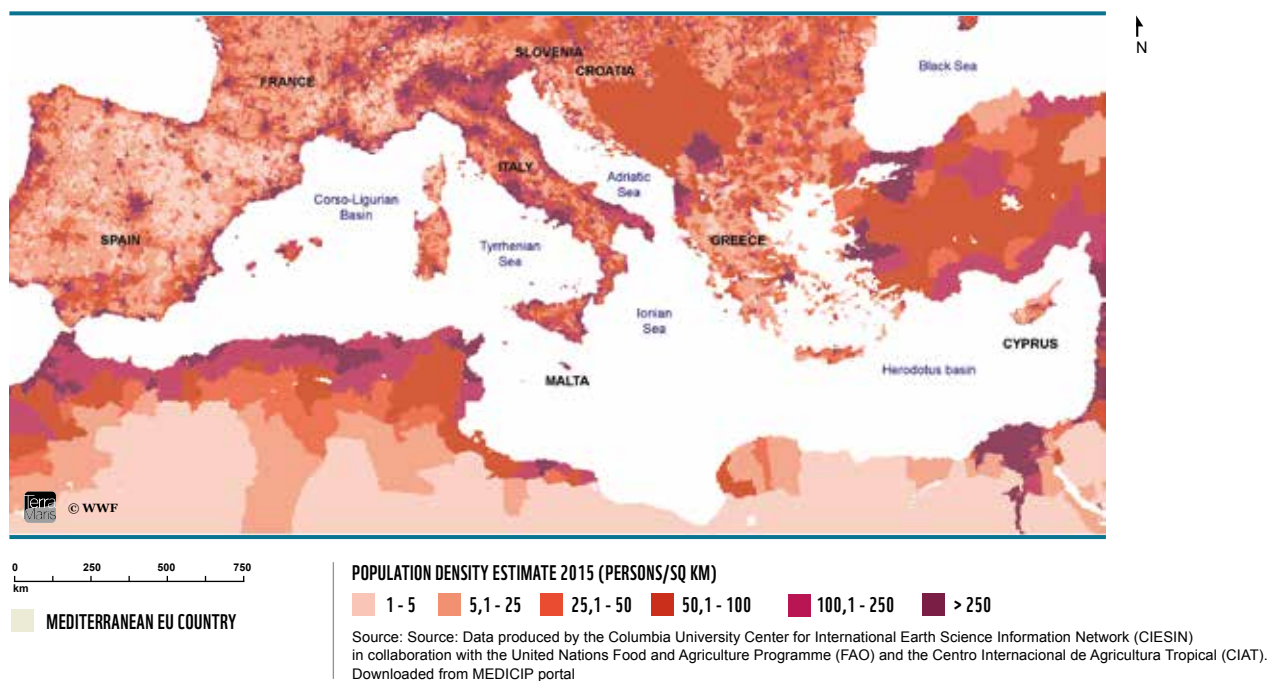 N
SLOVENIA
CROATIA
FRANCE
Black Sea
ITALY
Adriatic
Sea
Corso-Ligurian
Basin
SPAIN
Tyrrhenian
Sea
GREECE
Ionian
Sea
CYPRUS
Herodotus basin
MALTA
Terra
Maris
© WWF
0 250 500 750
km
MEDITERRANEAN EU COUNTRY
POPULATION DENSITY ESTIMATE 2015 (PERSONS/SQ KM)
1 - 5 5,1 - 25 25,1 - 50 50,1 - 100 100,1 - 250 > 250
Source: Source: Data produced by the Columbia University Center for International Earth Science Information Network (CIESIN)
in collaboration with the United Nations Food and Agriculture Programme (FAO) and the Centro Internacional de Agricultura Tropical (CIAT).
Downloaded from MEDICIP portal